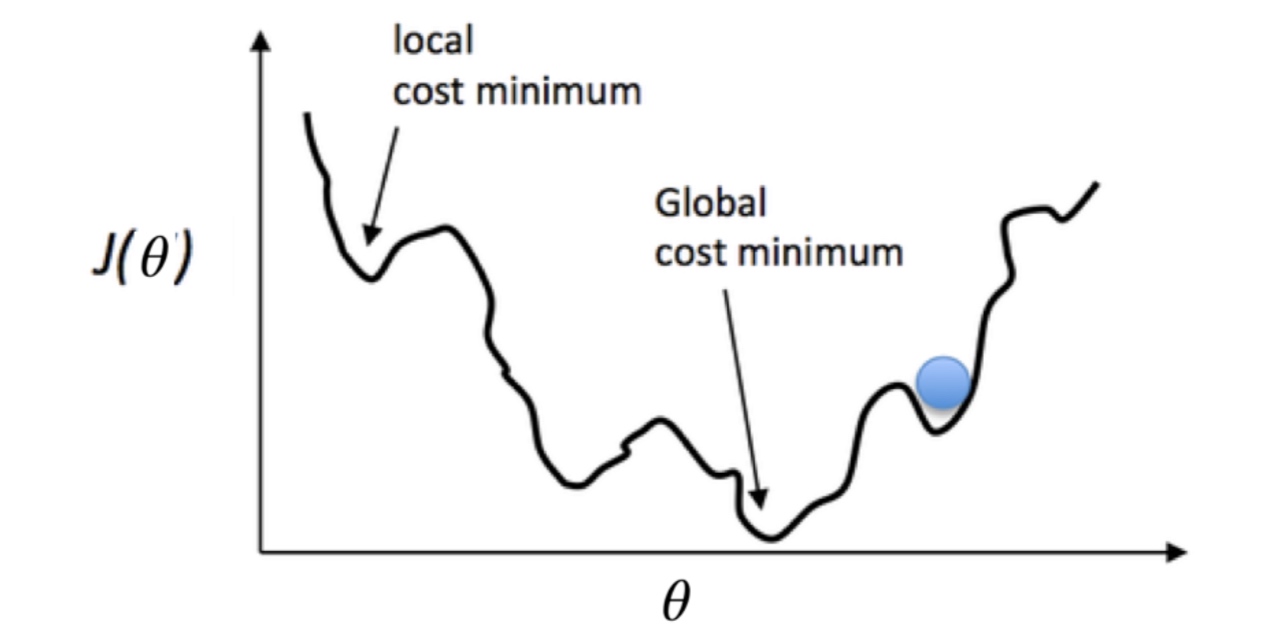 local
cost minimum
Global
cost minimum
J(θ)
θ